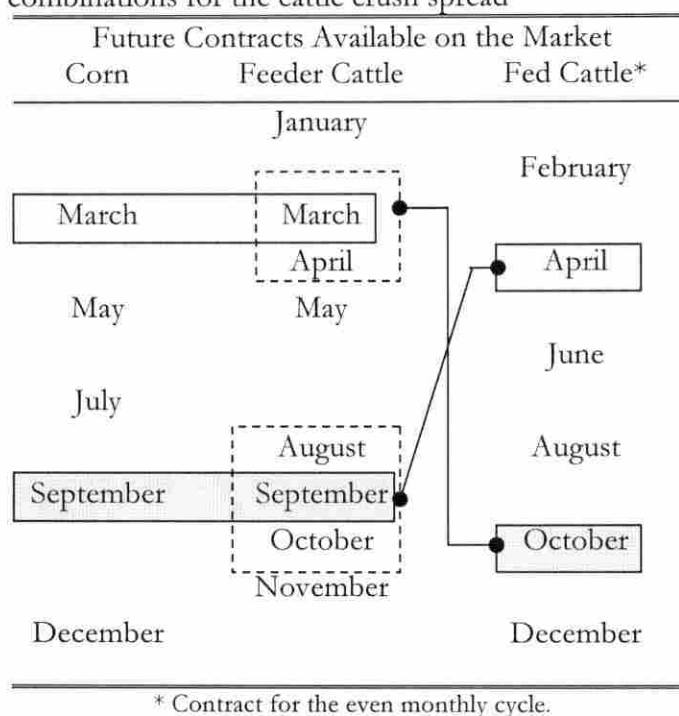 combinations for the cattle crush spread
Future Contracts Available on the Market
Corn Feeder Cattle Fed Cattle*
January
February
March March
April April
May May
June
July
August August
September September
October October
November
December December
* Contract for the even monthly cycle.